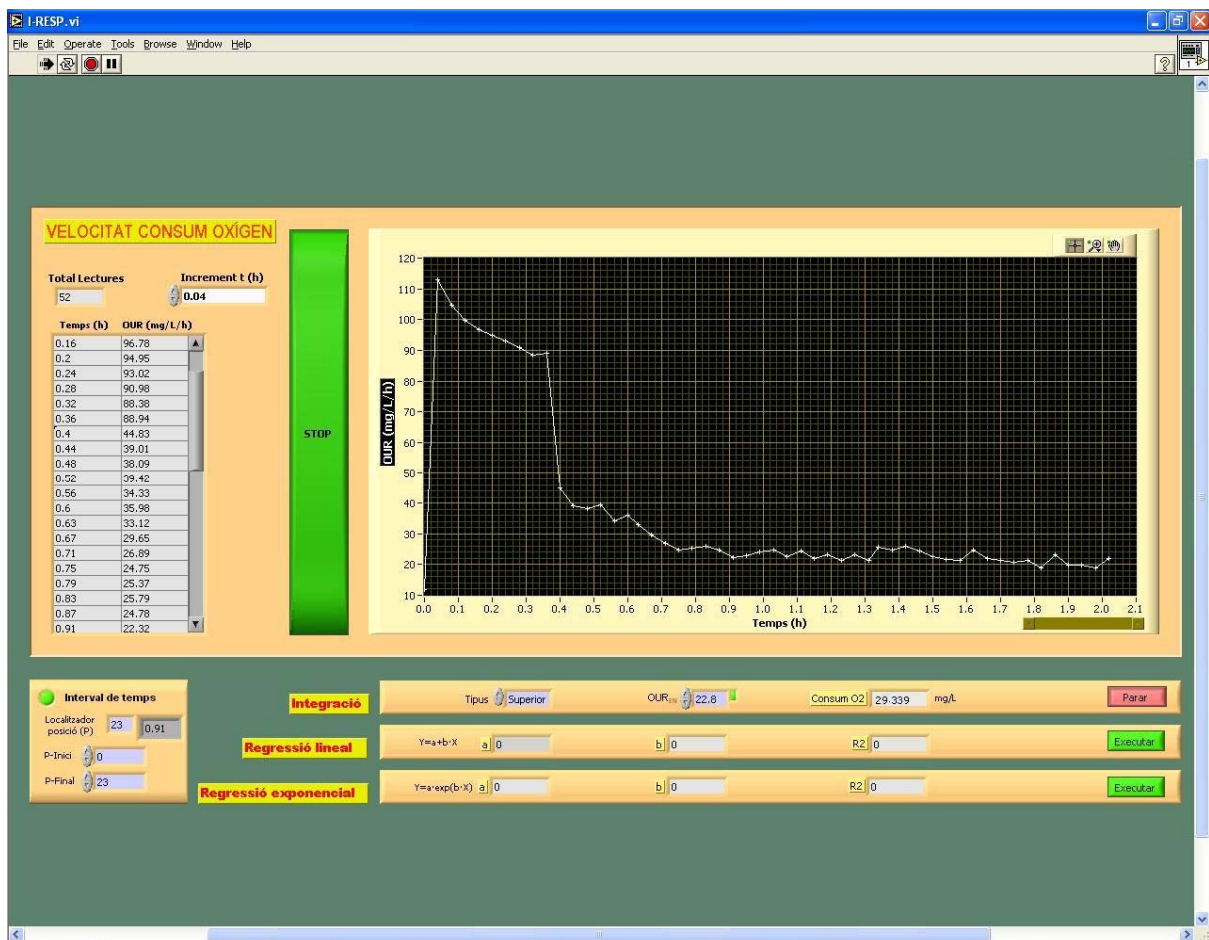 I-RESP.vi
File Edit Operate Tools Browse Window Help
1
VELOCITAT CONSUM OXÍGEN
Total Lectures Increment t (h)
52 0.04
Temps (h) OUR (mg/L/h)
0.16 96.78
0.2 94.95
0.24 93.02
0.28 90.98
0.32 88.38
0.36 88.94
0.4 44.83
0.44 39.01
0.48 38.09
0.52 39.42
0.56 34.33
0.6 35.98
0.63 33.12
0.67 29.65
0.71 26.89
0.75 24.75
0.79 25.37
0.83 25.79
0.87 24.78
0.91 22.32
STOP
OUR (mg/L/h)
120
110
100
90
80
70
60
50
40
30
20
10
0.0 0.1 0.2 0.3 0.4 0.5 0.6 0.7 0.8 0.9 1.0 1.1 1.2 1.3 1.4 1.5 1.6 1.7 1.8 1.9 2.0 2.1
Temps (h)
Interval de temps
Localitzador posició (P) 23 0.91
P-Inici 0
P-Final 23
Integració Tipus Superior OUR 22.8 Consum O2 29.339 mg/L Parar
Regressió lineal Y=a+b·X a 0 b 0 R2 0 Executar
Regressió exponencial Y=a·exp(b·X) a 0 b 0 R2 0 Executar